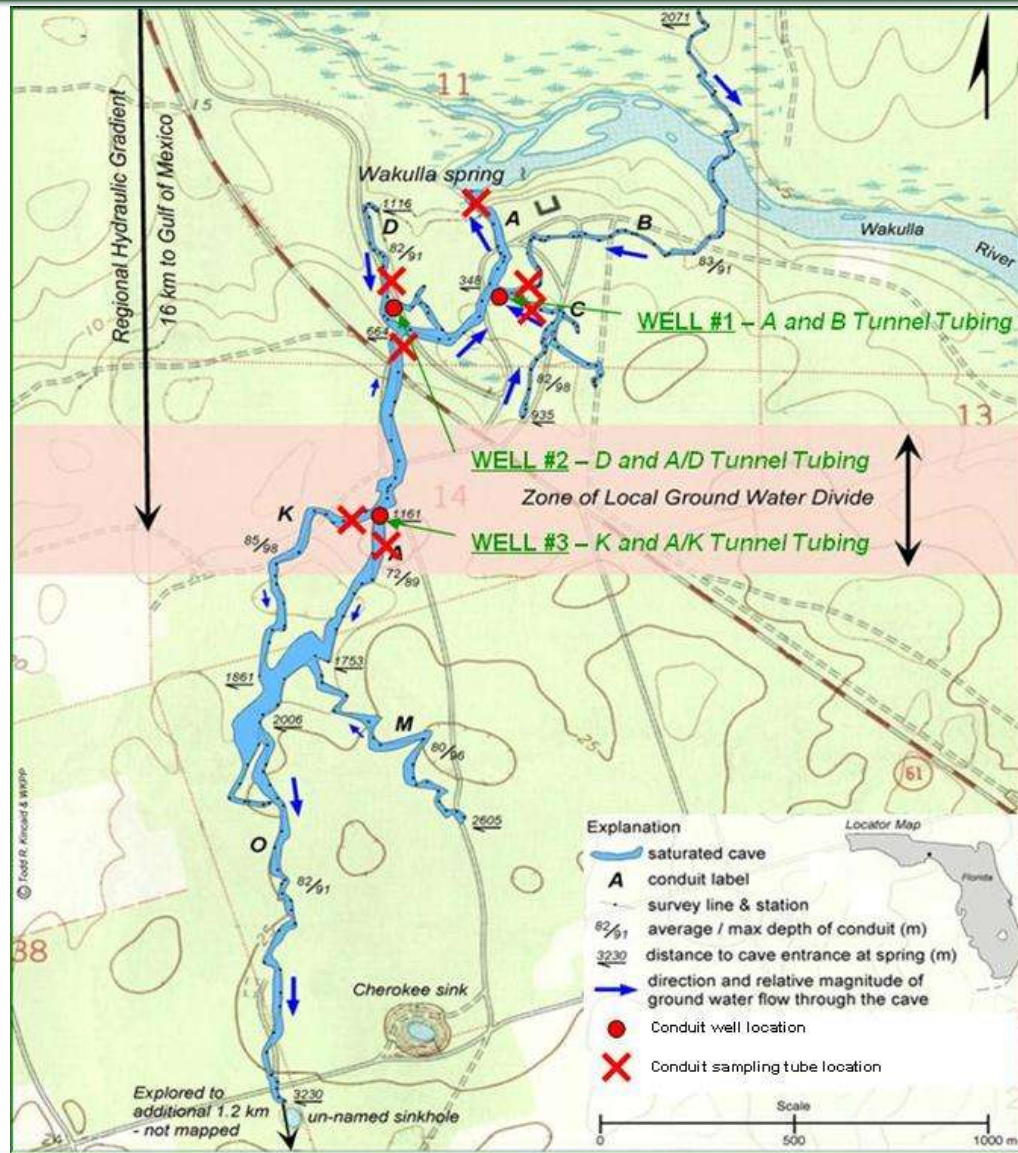 2071
11
15
Regional Hydraulic Gradient
16 km to Gulf of Mexico
Wakulla spring
1116
A
D
B
Wakulla
River
82/91
83/91
348
C
WELL #1 – A and B Tunnel Tubing
10
664
82/98
935
13
WELL #2 – D and A/D Tunnel Tubing
14
Zone of Local Ground Water Divide
K
1161
WELL #3 – K and A/K Tunnel Tubing
85/98
A
72/89
1753
1861
2006
M
25
80/96
61
2605
© Todd R. Kincaid & WKPP
O
82/91
38
25
Cherokee sink
Explored to
additional 1.2 km
- not mapped
3230
un-named sinkhole
24
Explanation
saturated cave
A conduit label
survey line & station
82/91 average / max depth of conduit (m)
3230 distance to cave entrance at spring (m)
direction and relative magnitude of
ground water flow through the cave
Conduit well location
Conduit sampling tube location
Locator Map
Florida
Scale
0 500 1000 m